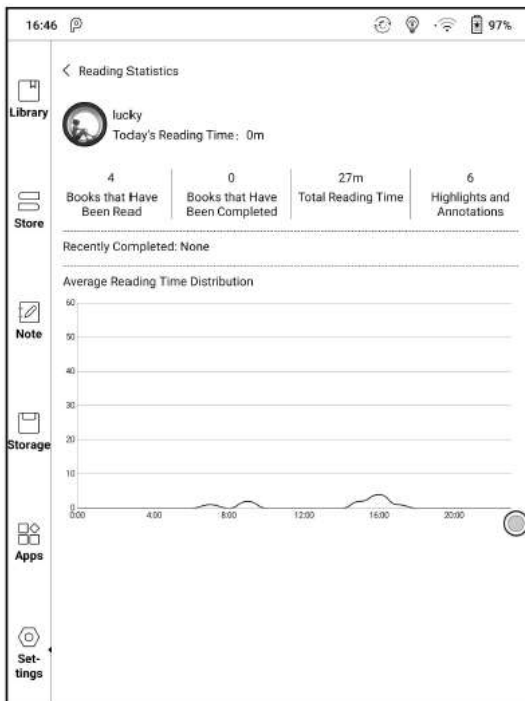 16:46
97%
Reading Statistics
lucky
Today's Reading Time: 0m
4
Books that Have
Been Read
0
Books that Have
Been Completed
27m
Total Reading Time
6
Highlights and
Annotations
Recently Completed: None
Average Reading Time Distribution
60
50
40
30
20
10
0
0:00
4:00
8:00
12:00
16:00
20:00
Library
Store
Note
Storage
Apps
Set-
tings